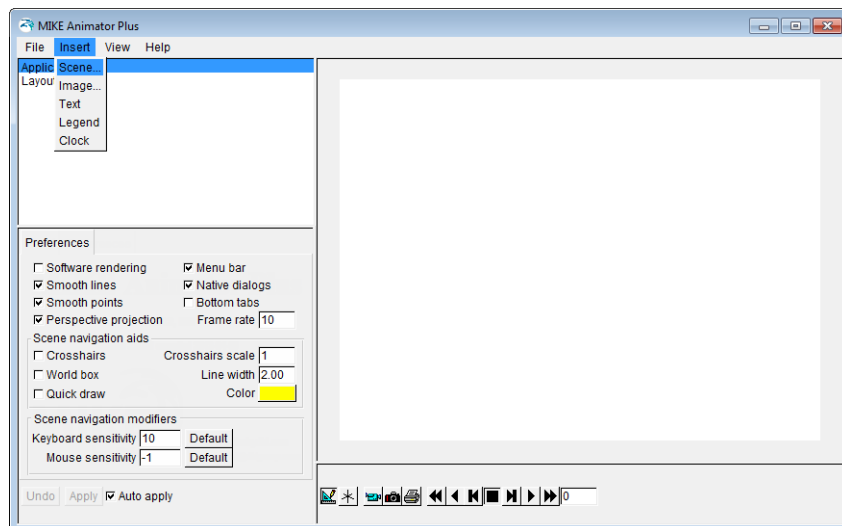 MIKE Animator Plus
File Insert View Help
Applic
Layou
Scene...
Image...
Text
Legend
Clock
Preferences
Software rendering Menu bar
Smooth lines Native dialogs
Smooth points Bottom tabs
Perspective projection Frame rate 10
Scene navigation aids
Crosshairs Crosshairs scale 1
World box Line width 2.00
Quick draw Color
Scene navigation modifiers
Keyboard sensitivity 10 Default
Mouse sensitivity -1 Default
Undo Apply Auto apply
0